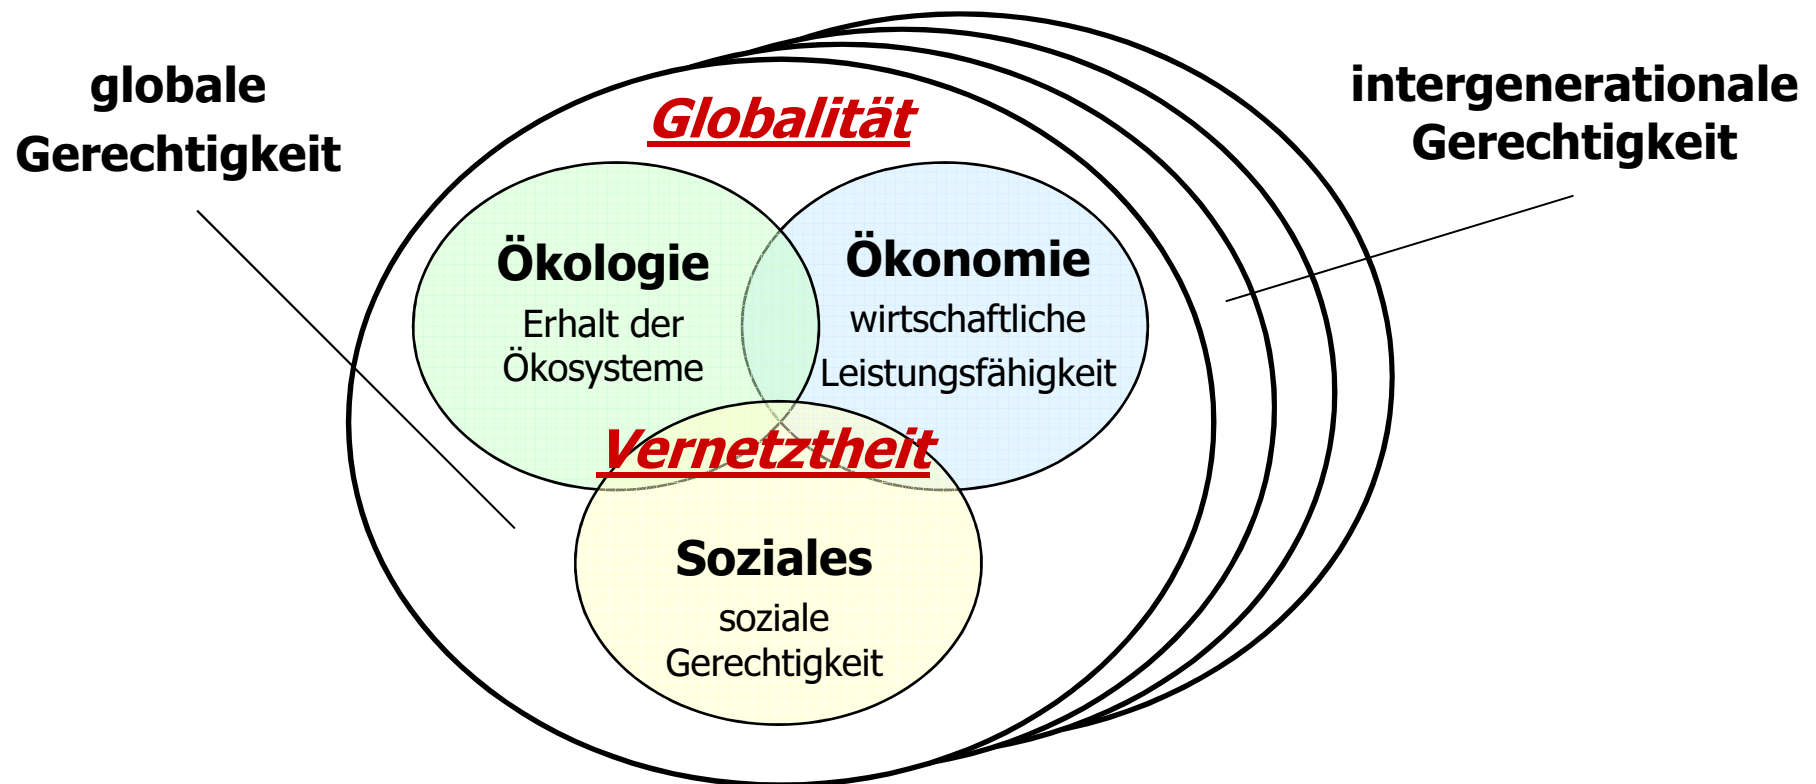 globale
Gerechtigkeit
Globalität
intergenerationale
Gerechtigkeit
Ökologie
Erhalt der
Ökosysteme
Ökonomie
wirtschaftliche
Leistungsfähigkeit
Vernetztheit
Soziales
soziale
Gerechtigkeit